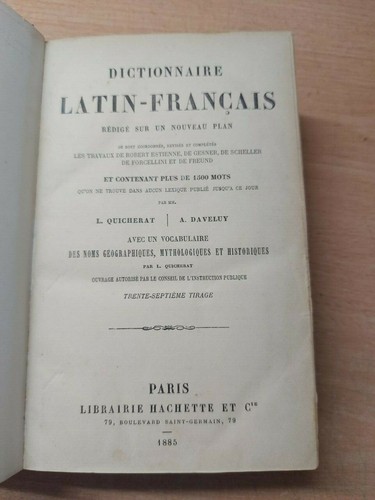 DICTIONNAIRE
LATIN-FRANÇAIS
RÉDIGÉ SUR UN NOUVEAU PLAN
OÙ SONT COORDONNÉS, REVISÉS ET COMPLÉTÉS
LES TRAVAUX DE ROBERT ESTIENNE, DE GESNER, DE SCHELLER
DE FORCELLINI ET DE FREUND
ET CONTENANT PLUS DE 1500 MOTS
QU'ON NE TROUVE DANS AUCUN LEXIQUE PUBLIÉ JUSQU'A CE JOUR
PAR MM.
L. QUICHERAT A. DAVELUY
AVEC UN VOCABULAIRE
DES NOMS GÉOGRAPHIQUES, MYTHOLOGIQUES ET HISTORIQUES
PAR L. QUICHERAT
OUVRAGE AUTORISÉ PAR LE CONSEIL DE L'INSTRUCTION PUBLIQUE
TRENTE-SEPTIÈME TIRAGE
PARIS
LIBRAIRIE HACHETTE ET Cie
79, BOULEVARD SAINT-GERMAIN, 79
1885